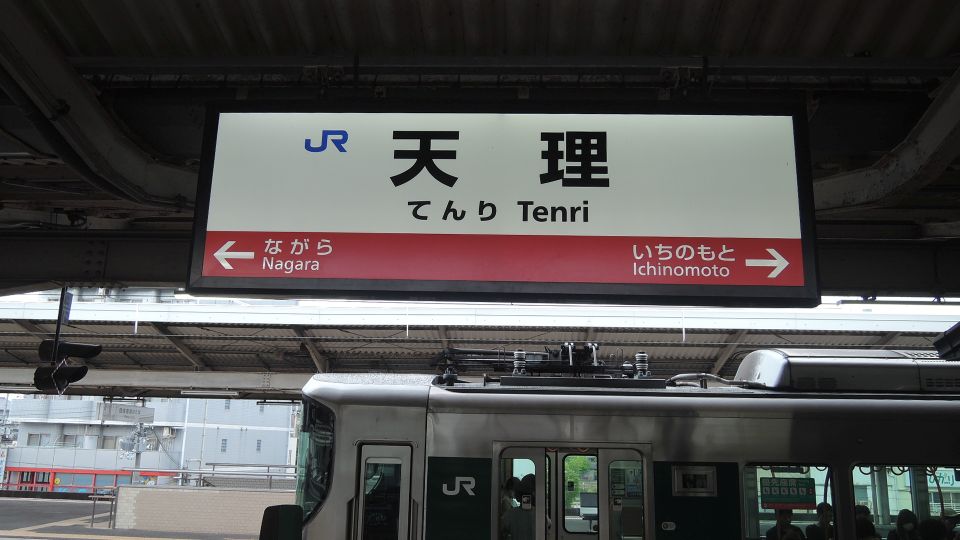 JR 天理
てんり Tenri
ながら
Nagara
いちのもと
Ichinomoto
JR